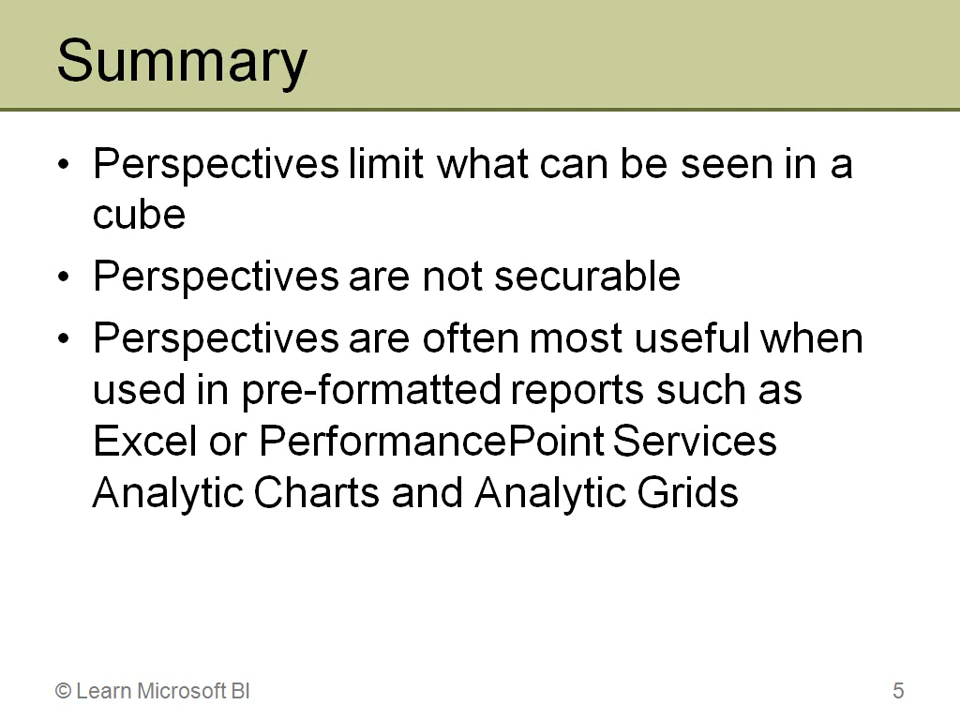 Summary
• Perspectives limit what can be seen in a
cube
• Perspectives are not securable
• Perspectives are often most useful when
used in pre-formatted reports such as
Excel or PerformancePoint Services
Analytic Charts and Analytic Grids
© Learn Microsoft BI
5